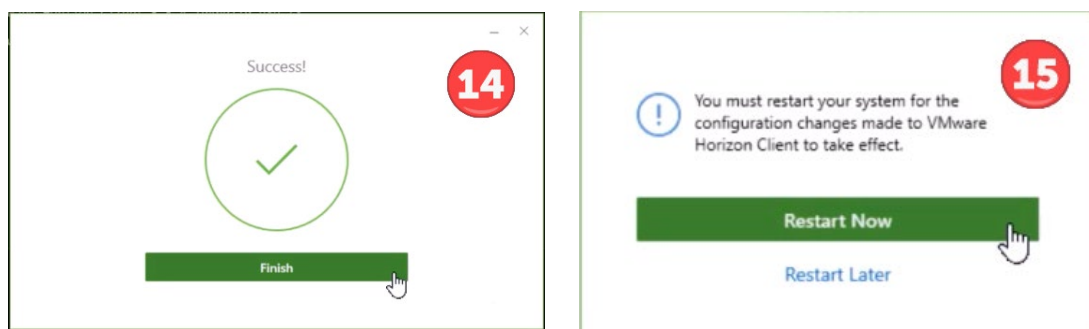 Success!
14
Finish
15
You must restart your system for the
configuration changes made to VMware
Horizon Client to take effect.
Restart Now
Restart Later